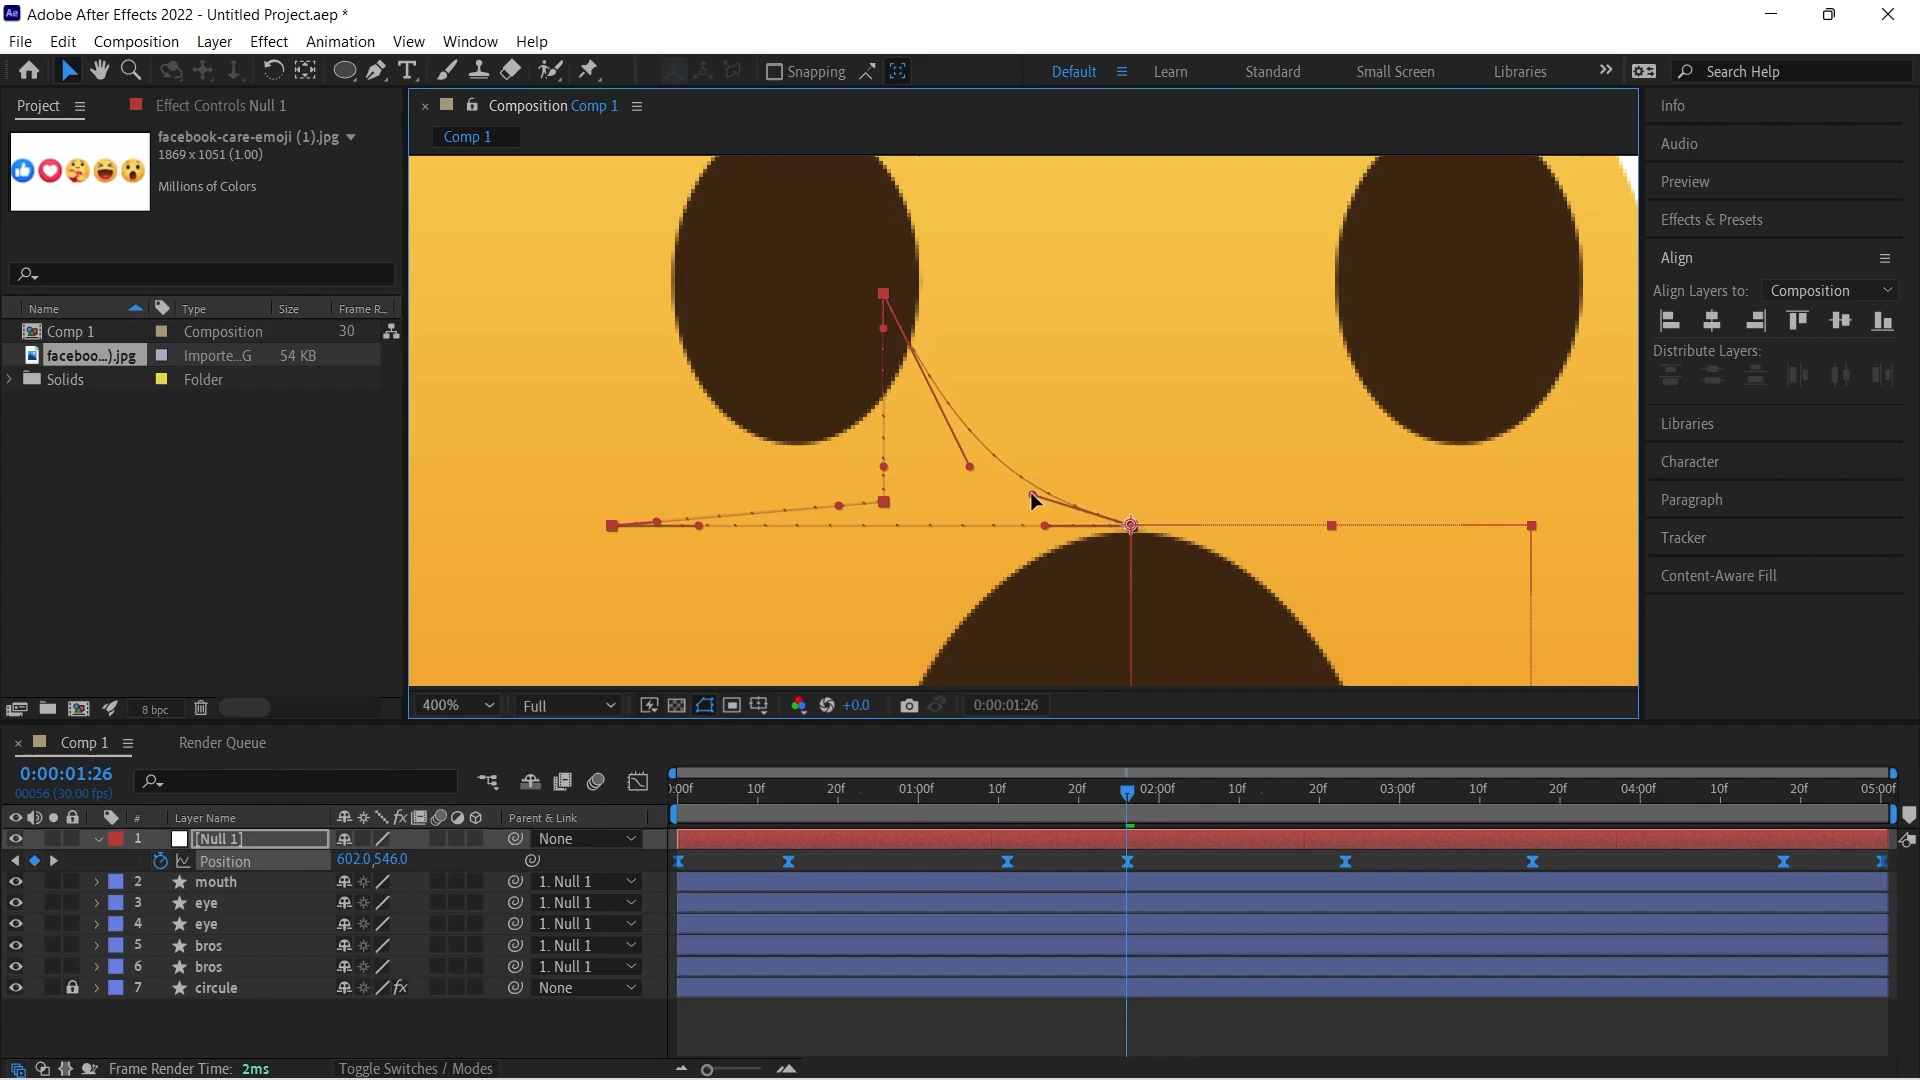 Ae Adobe After Effects 2022 - Untitled Project.aep *
File Edit Composition Layer Effect Animation View Window Help
Snapping Default Learn Standard Small Screen Libraries Search Help
Project Effect Controls Null 1
facebook-care-emoji (1).jpg
1869 x 1051 (1.00)
Millions of Colors
Name Type Size Frame R...
Comp 1 Composition 30
faceboo...).jpg Importe...G 54 KB
Solids Folder
8 bpc
Composition Comp 1
Comp 1
400% Full +0.0 0:00:01:26
Info
Audio
Preview
Effects & Presets
Align
Align Layers to: Composition
Distribute Layers:
Libraries
Character
Paragraph
Tracker
Content-Aware Fill
Comp 1 Render Queue
0:00:01:26
00056 (30.00 fps)
):00f 10f 20f 01:00f 10f 20f 02:00f 10f 20f 03:00f 10f 20f 04:00f 10f 20f 05:00f
# Layer Name fx Parent & Link
1 [Null 1] None
Position 602.0,546.0
2 mouth 1. Null 1
3 eye 1. Null 1
4 eye 1. Null 1
5 bros 1. Null 1
6 bros 1. Null 1
7 circule fx None
Frame Render Time: 2ms Toggle Switches / Modes